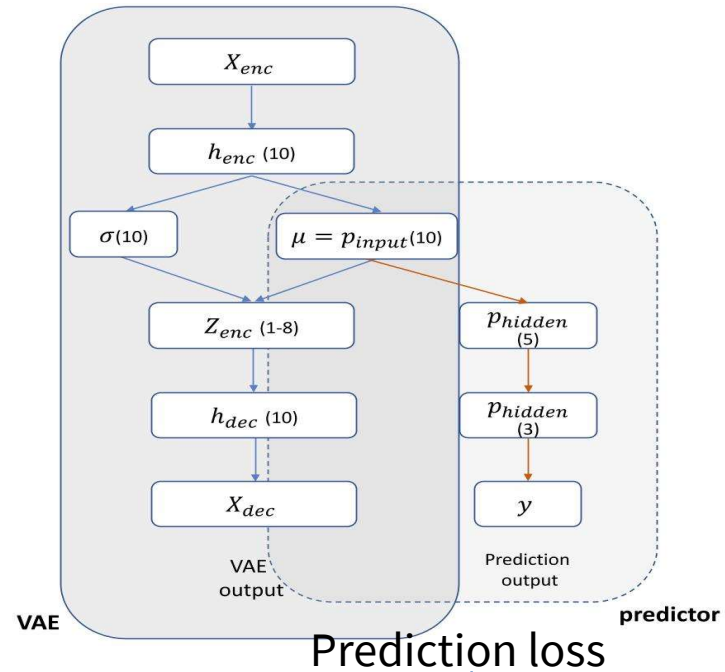 X_enc
h_enc (10)
σ(10)
μ = p_input(10)
Z_enc (1-8)
p_hidden
(5)
h_dec (10)
p_hidden
(3)
X_dec
y
VAE
output
Prediction
output
VAE
predictor
Prediction loss